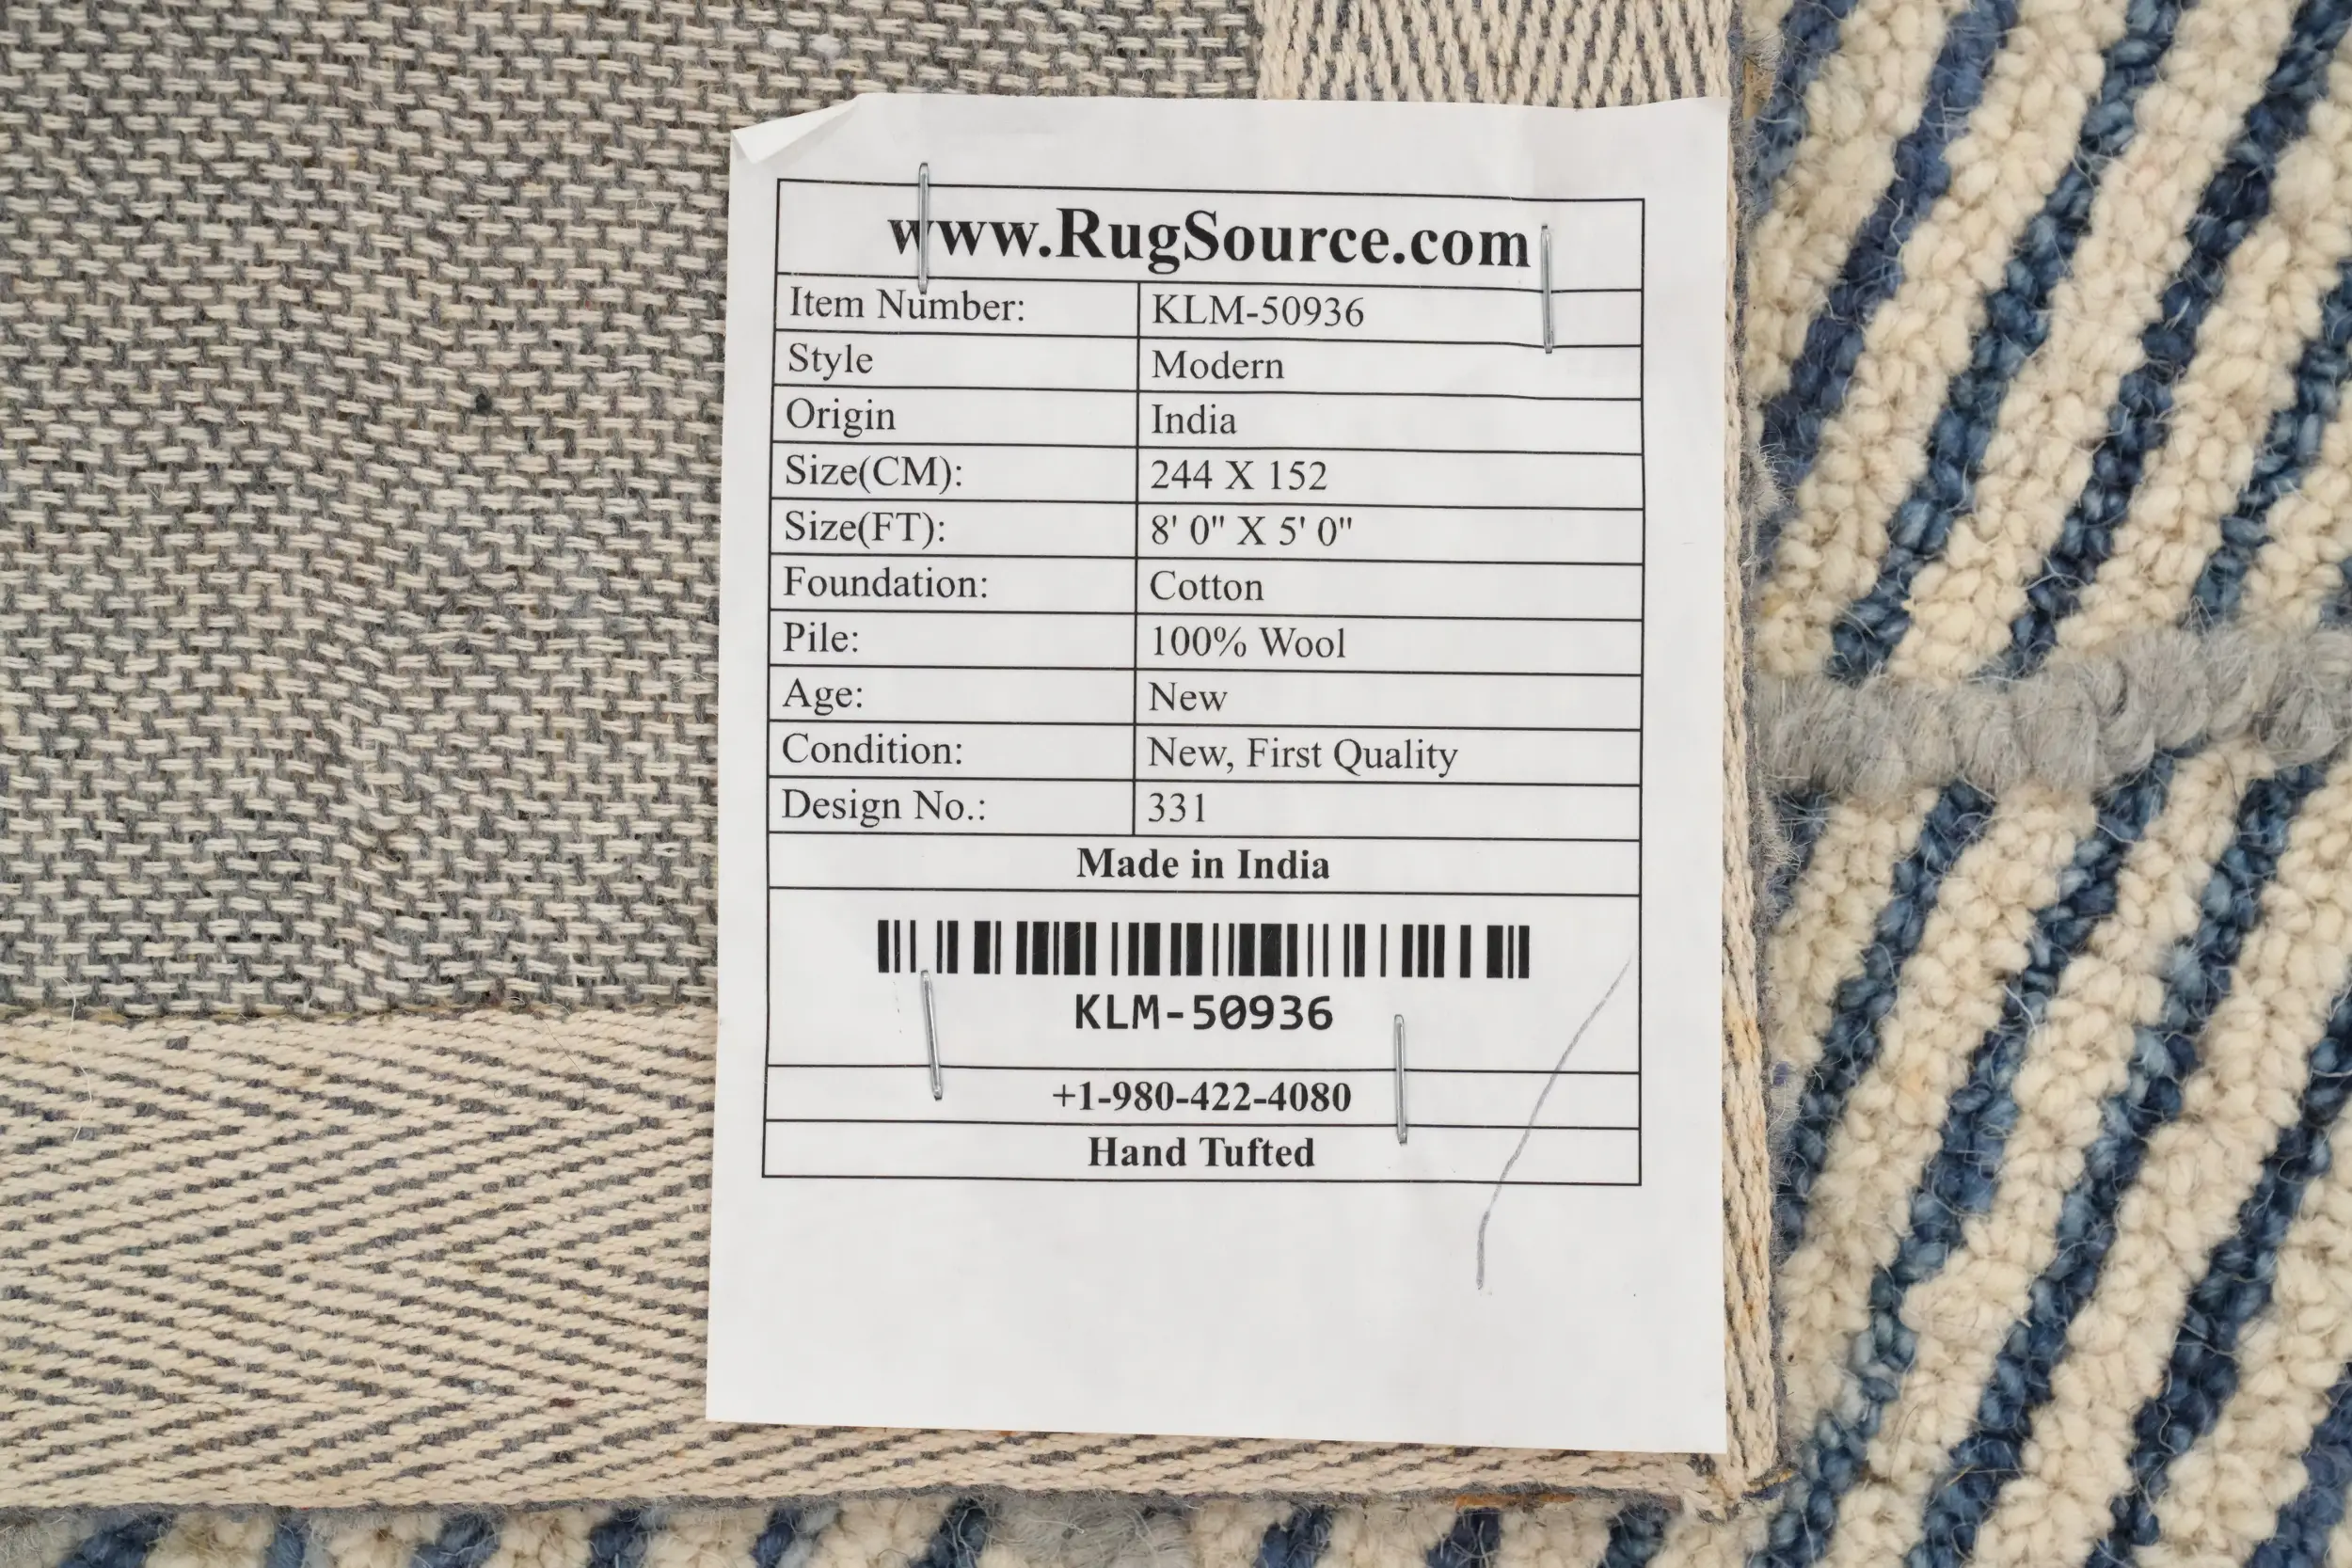 www.RugSource.com
Item Number: KLM-50936
Style Modern
Origin India
Size(CM): 244 X 152
Size(FT): 8' 0" X 5' 0"
Foundation: Cotton
Pile: 100% Wool
Age: New
Condition: New, First Quality
Design No.: 331
Made in India
KLM-50936
+1-980-422-4080
Hand Tufted